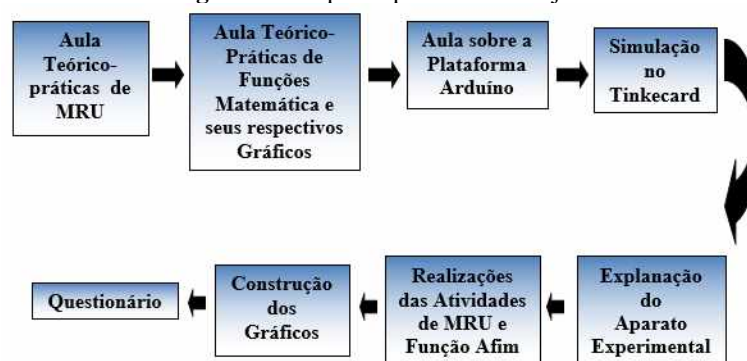 Aula
Teórico-
práticas de
MRU
Aula Teórico-
Práticas de
Funções
Matemática e
seus respectivos
Gráficos
Aula sobre a
Plataforma
Arduíno
Simulação
no
Tinkecard
Explanação
do
Aparato
Experimental
Realizações
das Atividades
de MRU e
Função Afim
Construção
dos
Gráficos
Questionário